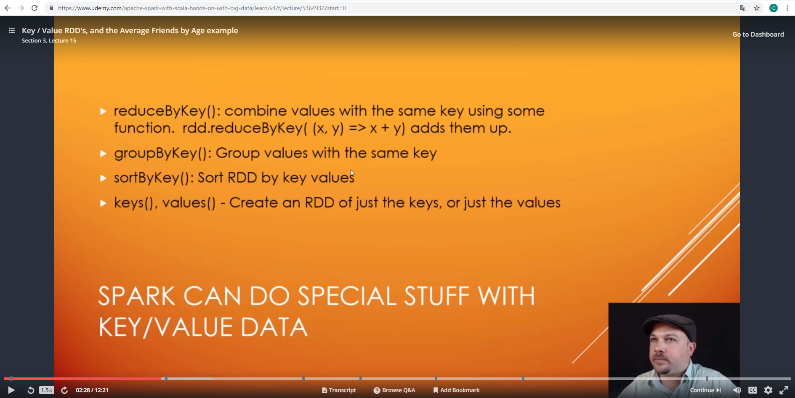 Key / Value RDD's, and the Average Friends by Age example
Section 3, Lecture 15
Go to Dashboard
reduceByKey(): combine values with the same key using some
function. rdd.reduceByKey( (x, y) => x + y) adds them up.
groupByKey(): Group values with the same key
sortByKey(): Sort RDD by key values
keys(), values() - Create an RDD of just the keys, or just the values
SPARK CAN DO SPECIAL STUFF WITH
KEY/VALUE DATA
1.5x
02:28 / 12:21
Transcript
Browse Q&A
Add Bookmark
Continue